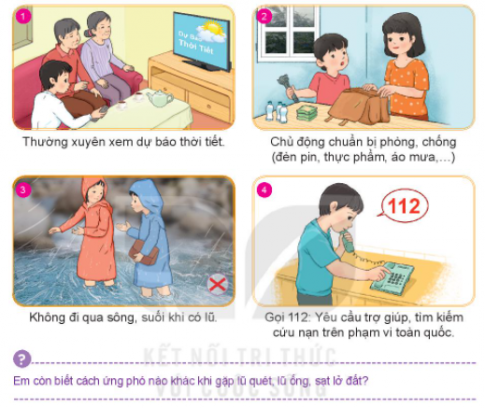 1
Dự Báo
Thời Tiết
Thường xuyên xem dự báo thời tiết.
2
Chủ động chuẩn bị phòng, chống
(đèn pin, thực phẩm, áo mưa,...)
3
Không đi qua sông, suối khi có lũ.
4
112
Gọi 112: Yêu cầu trợ giúp, tìm kiếm
cứu nạn trên phạm vi toàn quốc.
KẾT NỐI TRI THỨC
VỚI CUỘC SỐNG
?
Em còn biết cách ứng phó nào khác khi gặp lũ quét, lũ ống, sạt lở đất?